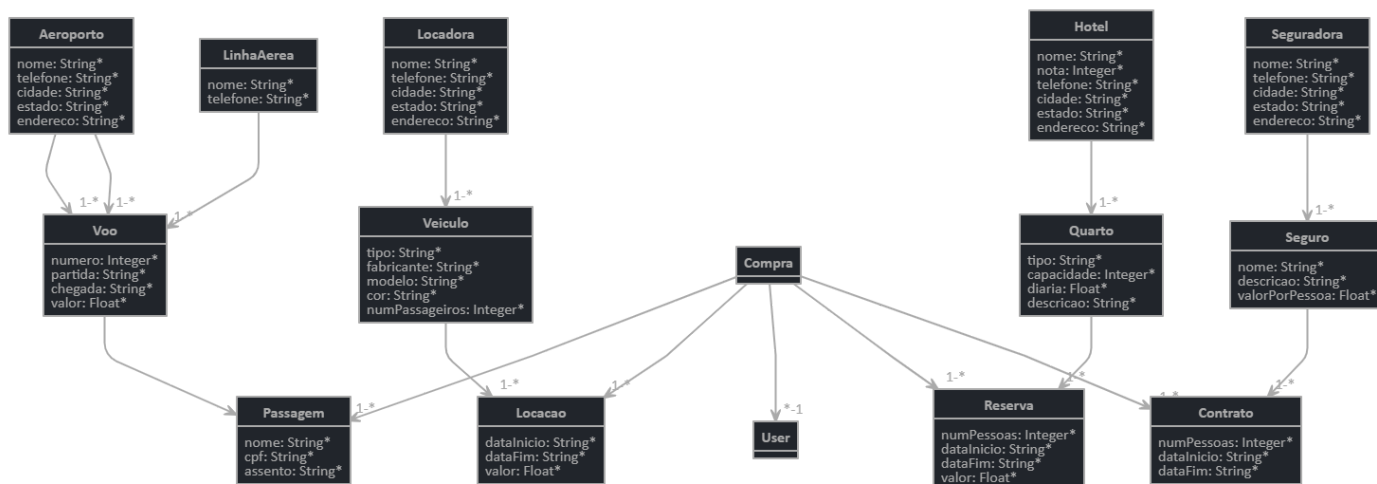 Aeroporto
nome: String*
telefone: String*
cidade: String*
estado: String*
endereco: String*
LinhaAerea
nome: String*
telefone: String*
Locadora
nome: String*
telefone: String*
cidade: String*
estado: String*
endereco: String*
Hotel
nome: String*
nota: Integer*
telefone: String*
cidade: String*
estado: String*
endereco: String*
Seguradora
nome: String*
telefone: String*
cidade: String*
estado: String*
endereco: String*
1-*
1-*
1-*
1-*
1-*
1-*
Voo
numero: Integer*
partida: String*
chegada: String*
valor: Float*
Veiculo
tipo: String*
fabricante: String*
modelo: String*
cor: String*
numPassageiros: Integer*
Compra
Quarto
tipo: String*
capacidade: Integer*
diaria: Float*
descricao: String*
Seguro
nome: String*
descricao: String*
valorPorPessoa: Float*
1-*
1-*
1-*
*-1
1-*
1-*
1-*
1-*
Passagem
nome: String*
cpf: String*
assento: String*
Locacao
dataInicio: String*
dataFim: String*
valor: Float*
User
Reserva
numPessoas: Integer*
dataInicio: String*
dataFim: String*
valor: Float*
Contrato
numPessoas: Integer*
dataInicio: String*
dataFim: String*